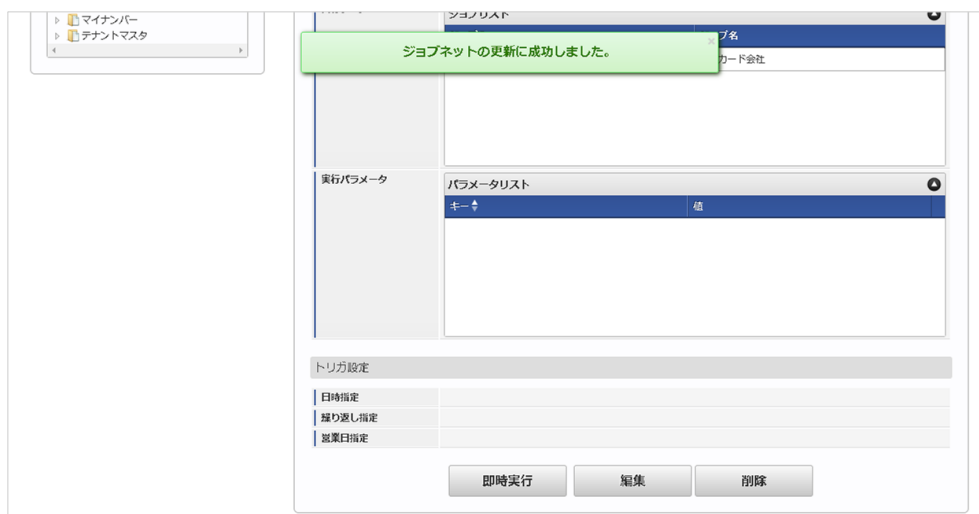 マイナンバー
テナントマスタ
ジョブリスト
ブ名
ジョブネットの更新に成功しました。
カード会社
実行パラメータ
パラメータリスト
キー
値
トリガ設定
日時指定
繰り返し指定
営業日指定
即時実行
編集
削除